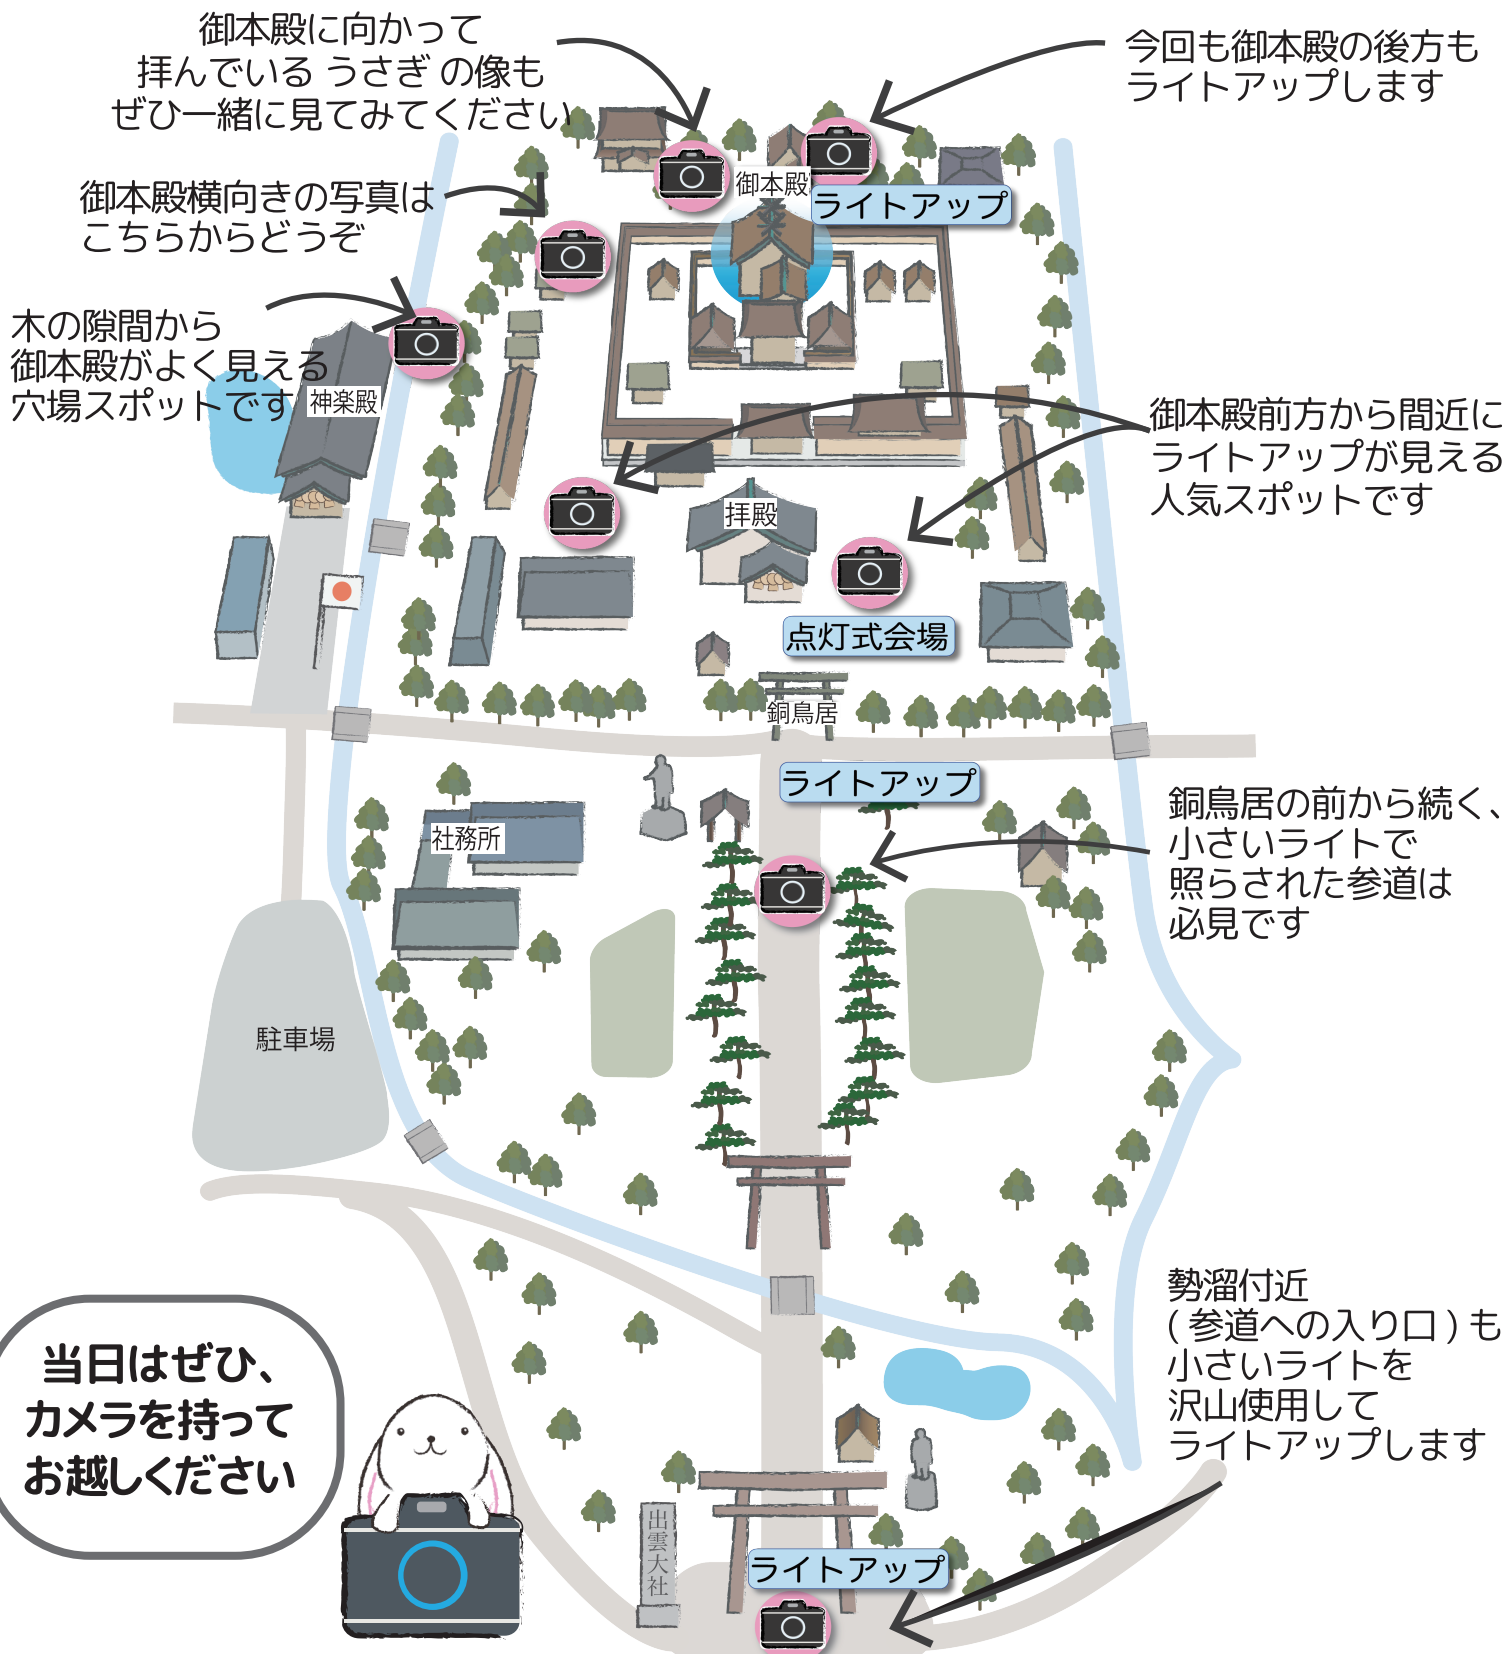 御本殿に向かって
拝んでいる うさぎ の像も
ぜひ一緒に見てみてください
今回も御本殿の後方も
ライトアップします
御本殿横向きの写真は
こちらからどうぞ
御本殿
ライトアップ
木の隙間から
御本殿がよく見える
穴場スポットです
神楽殿
御本殿前方から間近に
ライトアップが見える
人気スポットです
拝殿
点灯式会場
銅鳥居
ライトアップ
社務所
銅鳥居の前から続く、
小さいライトで
照らされた参道は
必見です
駐車場
勢溜付近
( 参道への入り口 ) も
小さいライトを
沢山使用して
ライトアップします
当日はぜひ、
カメラを持って
お越しください
出雲大社
ライトアップ